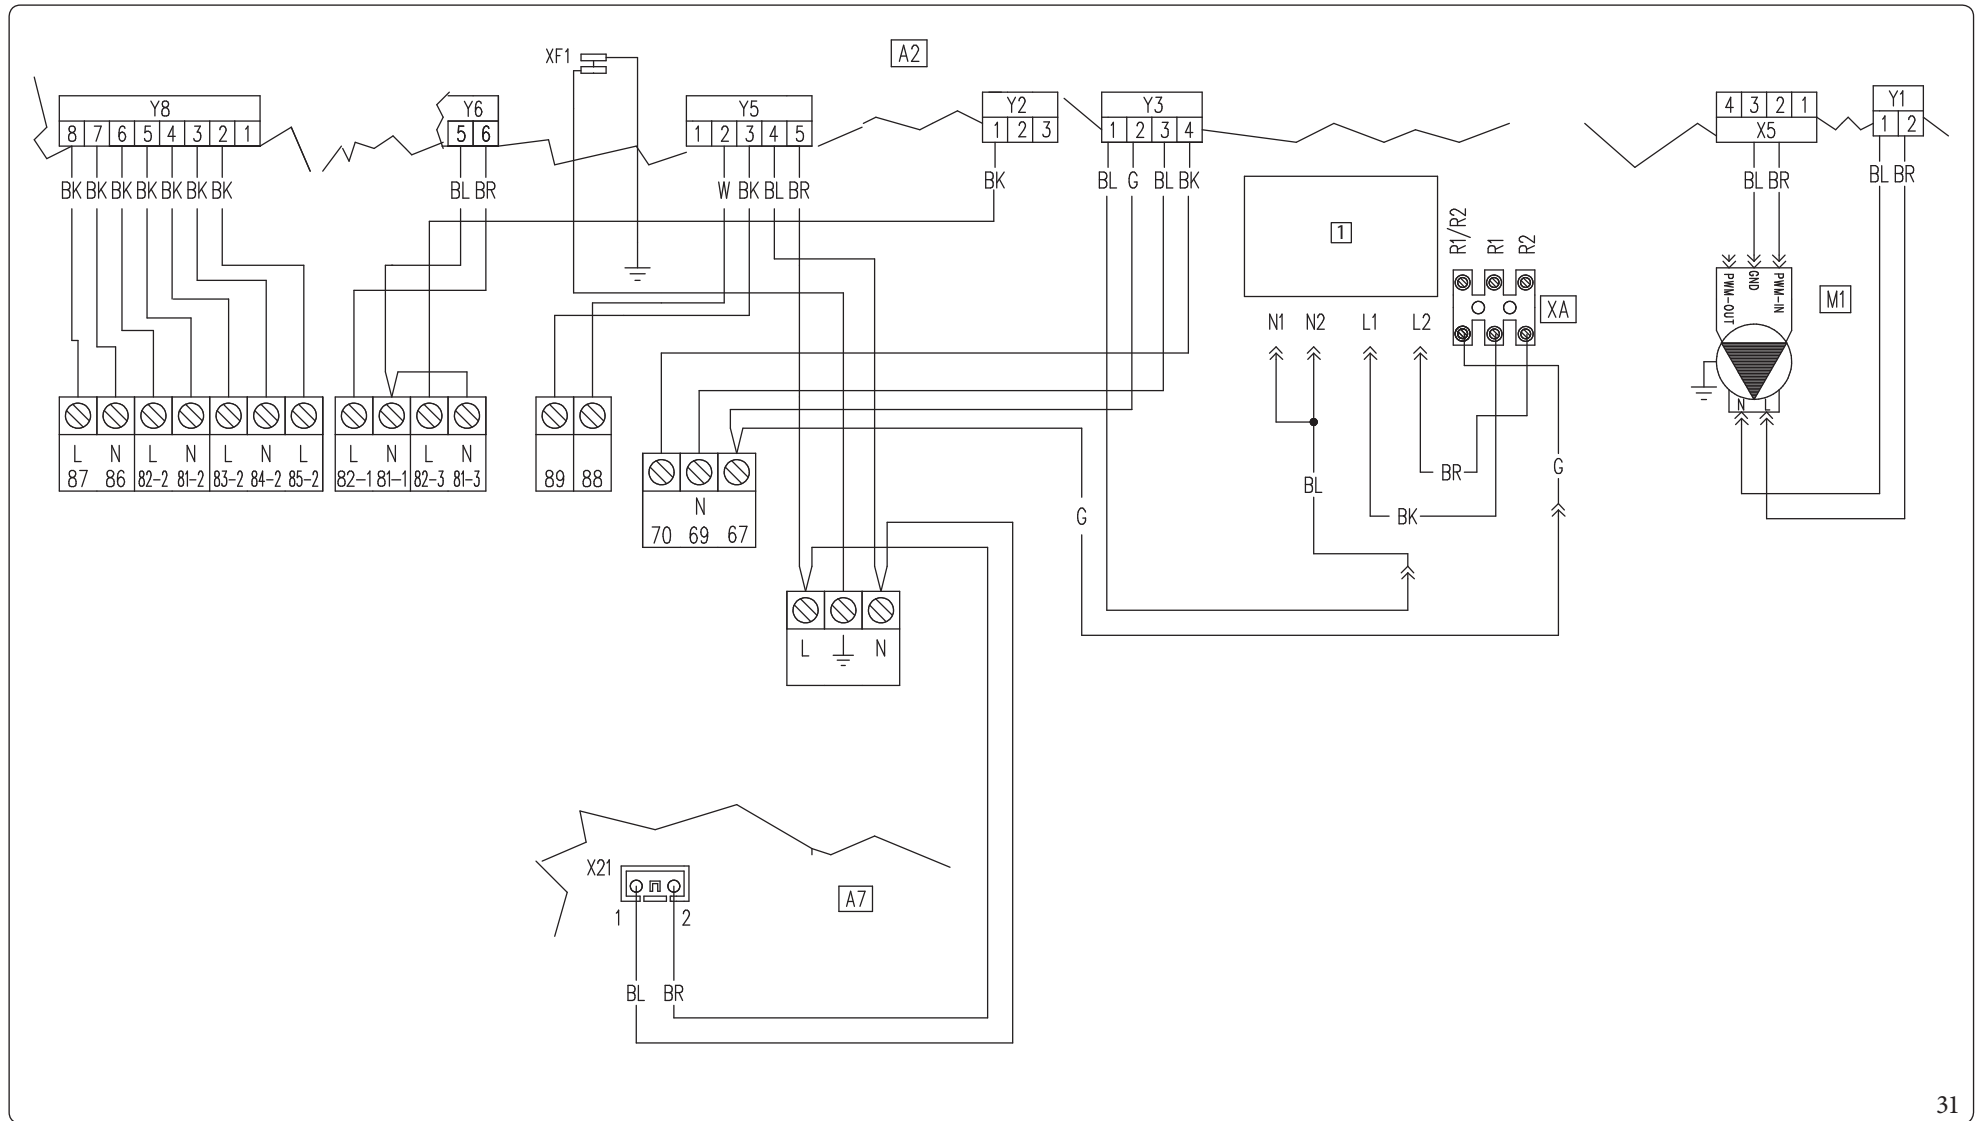 A2
XF1
Y8
8 7 6 5 4 3 2 1
BK BK BK BK BK BK BK
Y6
5 6
BL BR
Y5
1 2 3 4 5
W BK BL BR
Y2
1 2 3
BK
Y3
1 2 3 4
BL G BL BK
4 3 2 1
X5
BL BR
Y1
1 2
BL BR
1
R1/R2 R1 R2
XA
N1 N2 L1 L2
PWM-OUT GND PWM-IN
M1
N L
L N L N L N L
87 86 82-2 81-2 83-2 84-2 85-2
L N L N
82-1 81-1 82-3 81-3
89 88
N
70 69 67
BL
BR
BK
G
G
L N
X21
1 2
A7
BL BR
31